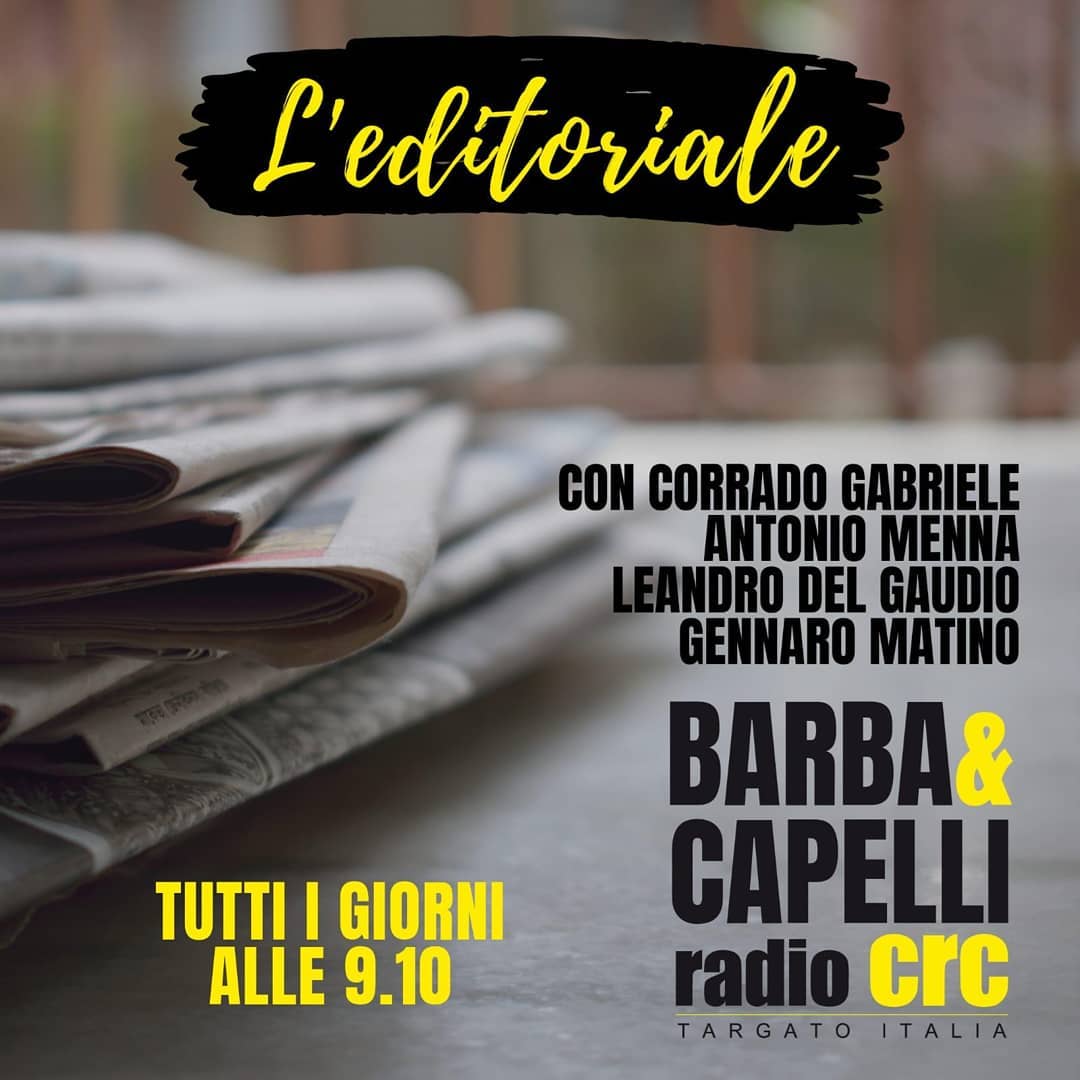 L'editoriale
CON CORRADO GABRIELE
ANTONIO MENNA
LEANDRO DEL GAUDIO
GENNARO MATINO
BARBA&
CAPELLI
radio crc
TARGATO ITALIA
TUTTI I GIORNI
ALLE 9.10